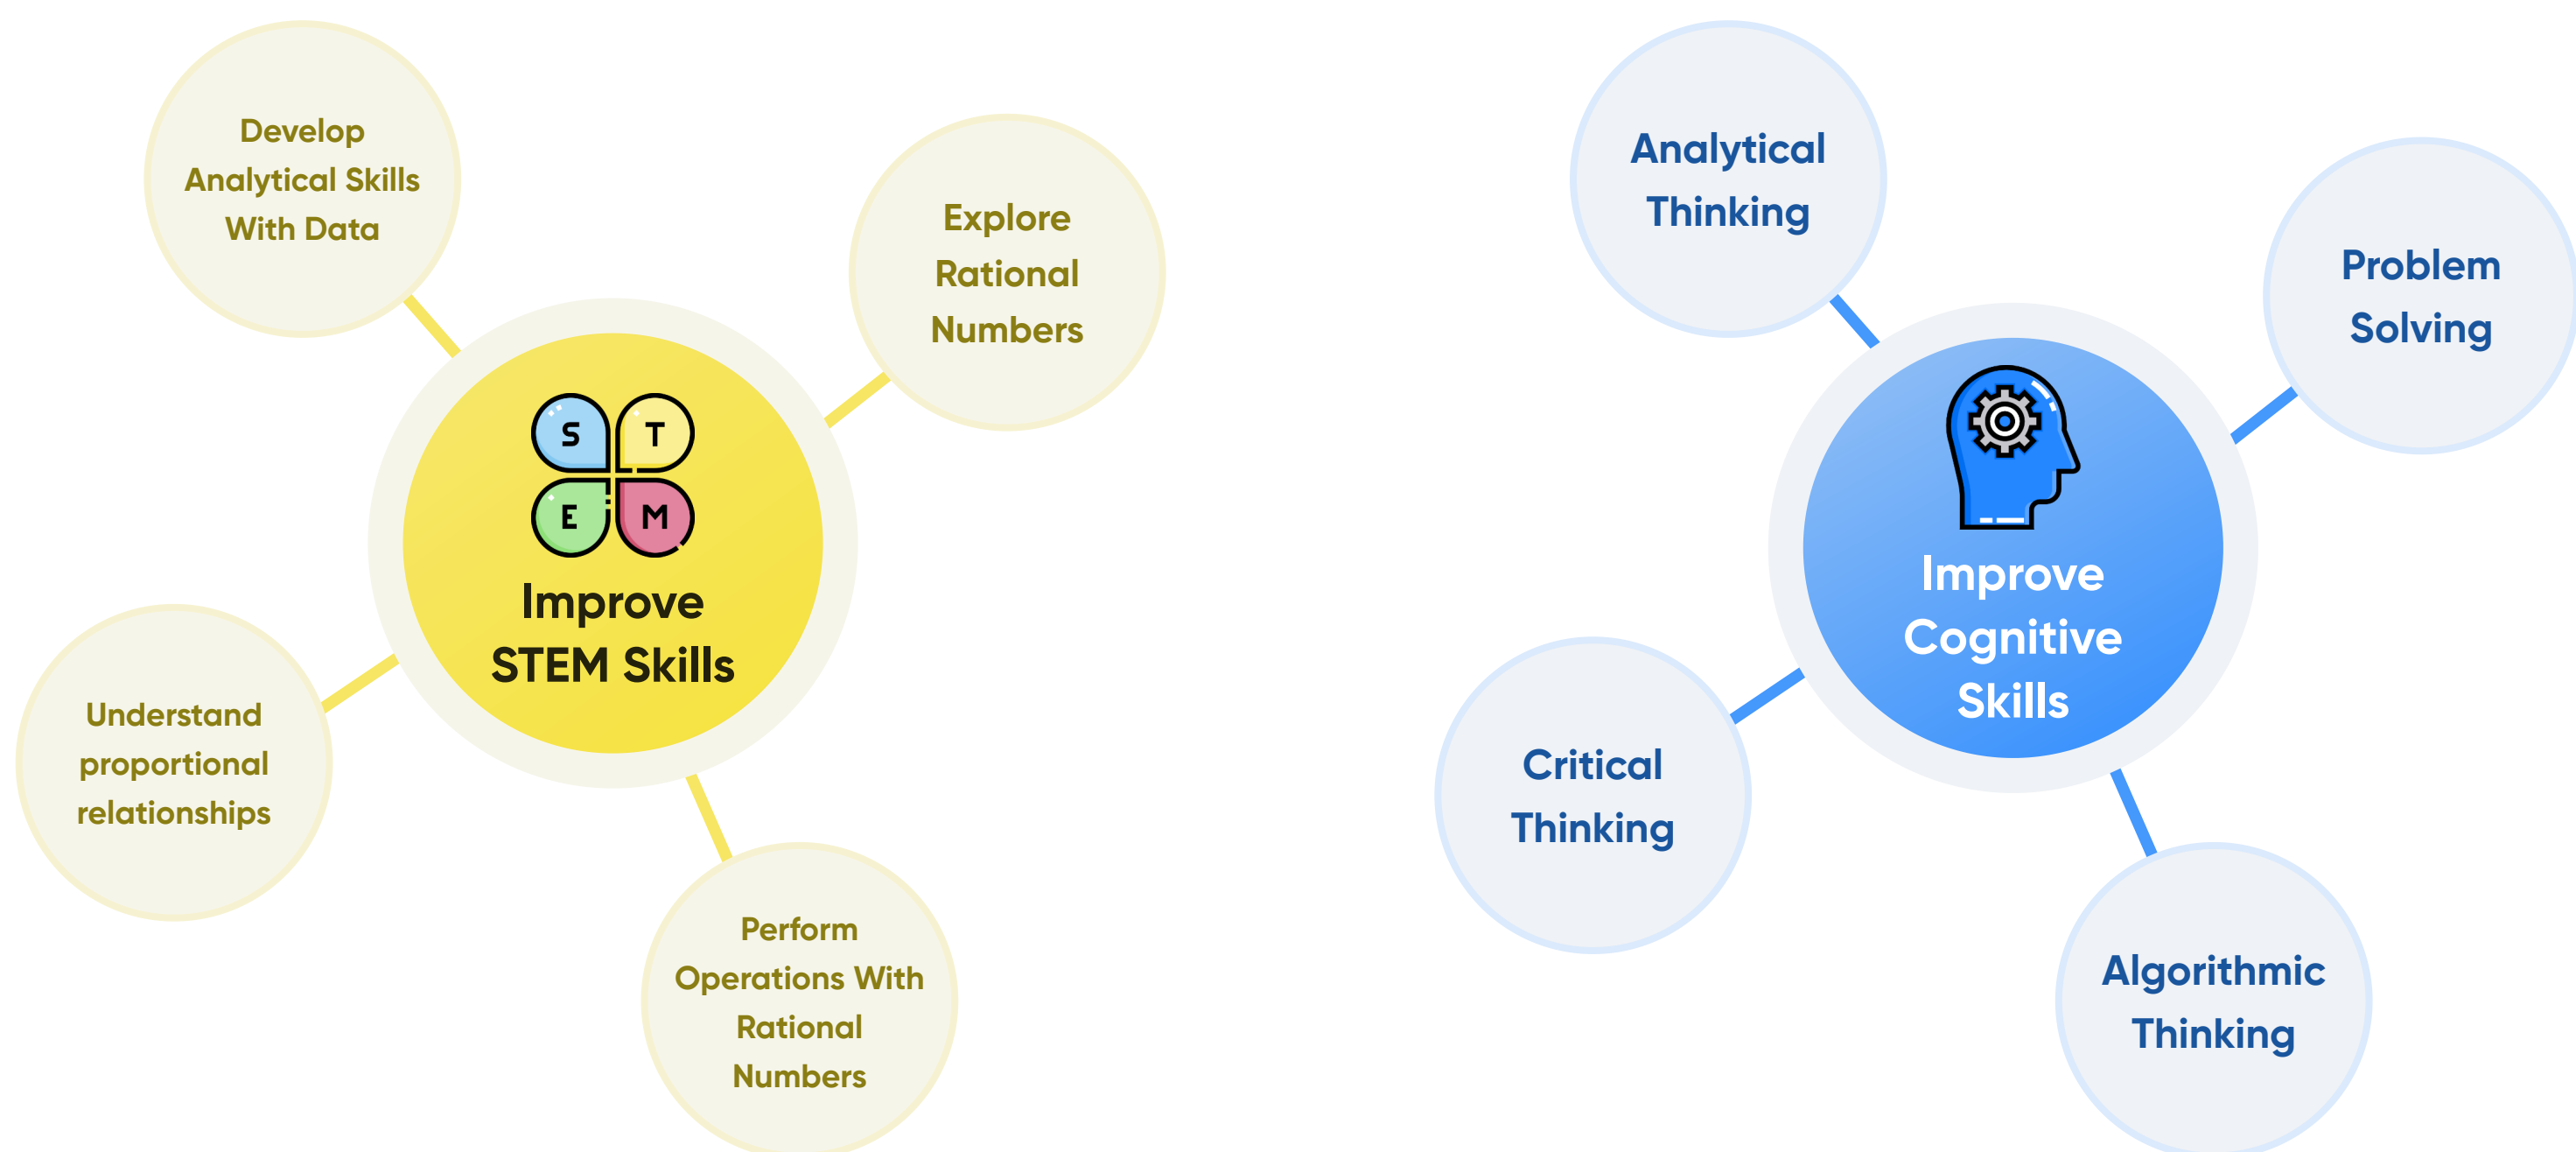 Develop
Analytical Skills
With Data
Explore
Rational
Numbers
S T
E M
Improve
STEM Skills
Understand
proportional
relationships
Perform
Operations With
Rational
Numbers
Analytical
Thinking
Problem
Solving
Improve
Cognitive
Skills
Critical
Thinking
Algorithmic
Thinking